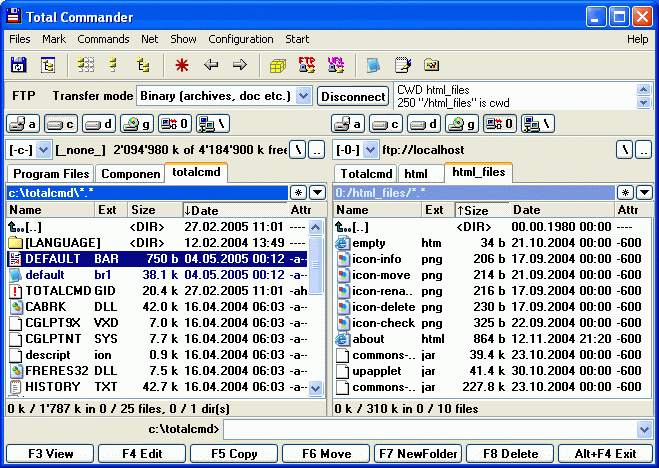 Total Commander
Files Mark Commands Net Show Configuration Start Help
FTP Transfer mode Binary (archives, doc etc.) Disconnect
CWD html_files
250 "/html_files" is cwd
a c d g 0 \ a c d g 0 \
[-c-] [_none_] 2'094'980 k of 4'184'900 k free \ .. [-0-] ftp://localhost \ ..
Program Files Componen totalcmd Totalcmd html html_files
c:\totalcmd\*.* * 0:/html_files/*.* *
Name Ext Size ↓Date Attr
[..] <DIR> 27.02.2005 11:01 ----
[LANGUAGE] <DIR> 12.02.2004 13:49 ----
DEFAULT BAR 750 b 04.05.2005 00:12 -a--
default br1 38.1 k 04.05.2005 00:12 -a--
TOTALCMD GID 20.4 k 27.02.2005 11:01 -ah
CABRK DLL 42.0 k 16.04.2004 06:03 -a--
CGLPT9X VXD 7.0 k 16.04.2004 06:03 -a--
CGLPTNT SYS 7.7 k 16.04.2004 06:03 -a--
descript ion 0.9 k 16.04.2004 06:03 -a--
FRERES32 DLL 7.5 k 16.04.2004 06:03 -a--
HISTORY TXT 42.7 k 16.04.2004 06:03 -a--
0 k / 1'787 k in 0 / 25 files, 0 / 1 dir(s)
Name Ext ↑Size Date Attr
[..] <DIR> 00.00.1980 00:00 ----
empty htm 34 b 21.10.2004 00:00 -600
icon-info png 206 b 17.09.2004 00:00 -600
icon-move png 214 b 21.09.2004 00:00 -600
icon-rena.. png 216 b 17.09.2004 00:00 -600
icon-delete png 230 b 17.09.2004 00:00 -600
icon-check png 325 b 22.09.2004 00:00 -600
about html 864 b 12.11.2004 21:20 -600
commons-.. jar 39.4 k 23.10.2004 00:00 -600
upapplet jar 41.4 k 30.10.2004 00:00 -600
commons-.. jar 227.8 k 23.10.2004 00:00 -600
0 k / 310 k in 0 / 10 files
c:\totalcmd>
F3 View F4 Edit F5 Copy F6 Move F7 NewFolder F8 Delete Alt+F4 Exit